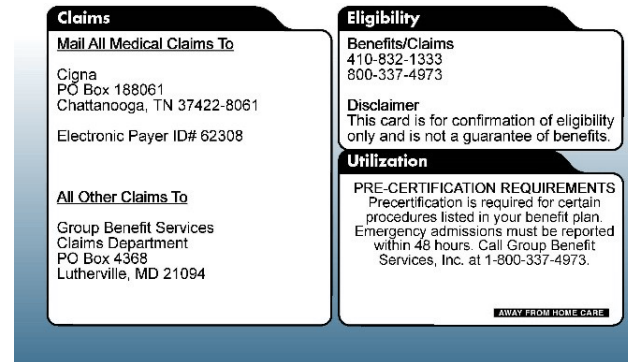 Claims
Mail All Medical Claims To
Cigna
PO Box 188061
Chattanooga, TN 37422-8061
Electronic Payer ID# 62308
All Other Claims To
Group Benefit Services
Claims Department
PO Box 4368
Lutherville, MD 21094
Eligibility
Benefits/Claims
410-832-1333
800-337-4973
Disclaimer
This card is for confirmation of eligibility
only and is not a guarantee of benefits.
Utilization
PRE-CERTIFICATION REQUIREMENTS
Precertification is required for certain
procedures listed in your benefit plan.
Emergency admissions must be reported
within 48 hours. Call Group Benefit
Services, Inc. at 1-800-337-4973.
AWAY FROM HOME CARE